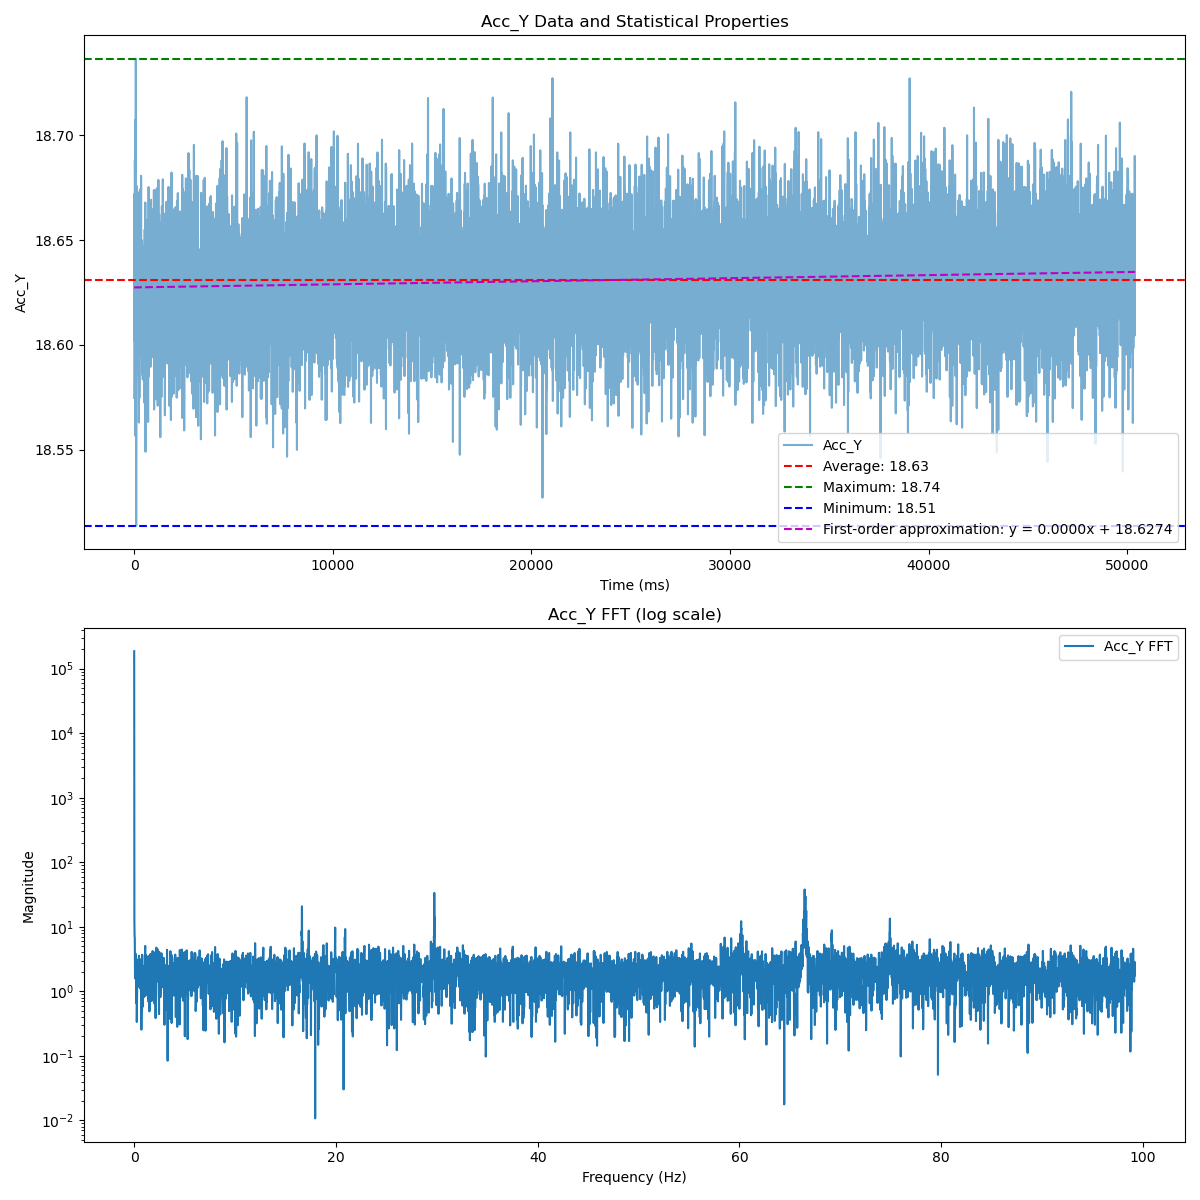 Acc_Y Data and Statistical Properties
18.70
18.65
18.60
18.55
Acc_Y
Acc_Y
Average: 18.63
Maximum: 18.74
Minimum: 18.51
First-order approximation: y = 0.0000x + 18.6274
0 10000 20000 30000 40000 50000
Time (ms)
Acc_Y FFT (log scale)
Acc_Y FFT
10⁵
10⁴
10³
10²
10¹
10⁰
10⁻¹
10⁻²
Magnitude
0 20 40 60 80 100
Frequency (Hz)